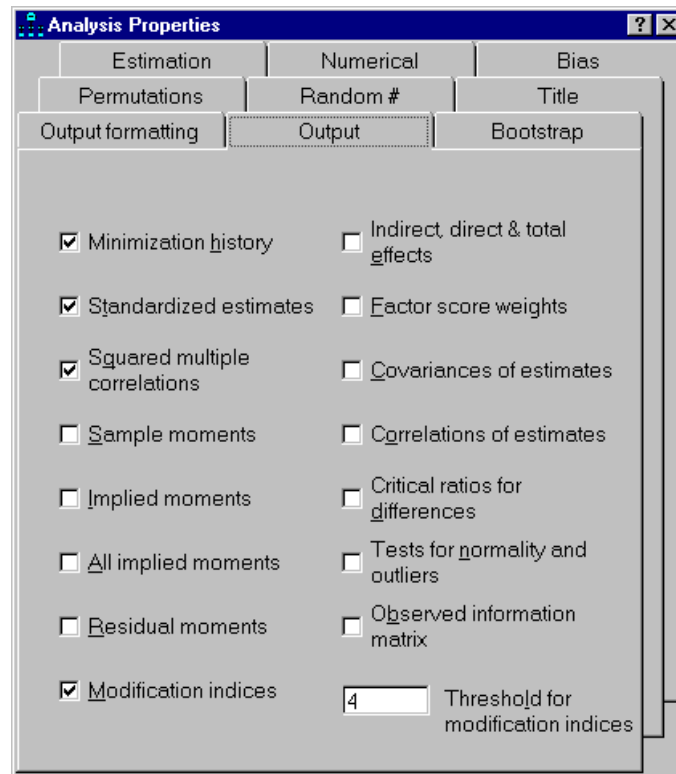 Analysis Properties
? ×
Estimation
Numerical
Bias
Permutations
Random #
Title
Output formatting
Output
Bootstrap
Minimization history
Standardized estimates
Squared multiple
correlations
Sample moments
Implied moments
All implied moments
Residual moments
Modification indices
Indirect, direct & total
effects
Factor score weights
Covariances of estimates
Correlations of estimates
Critical ratios for
differences
Tests for normality and
outliers
Observed information
matrix
4
Threshold for
modification indices